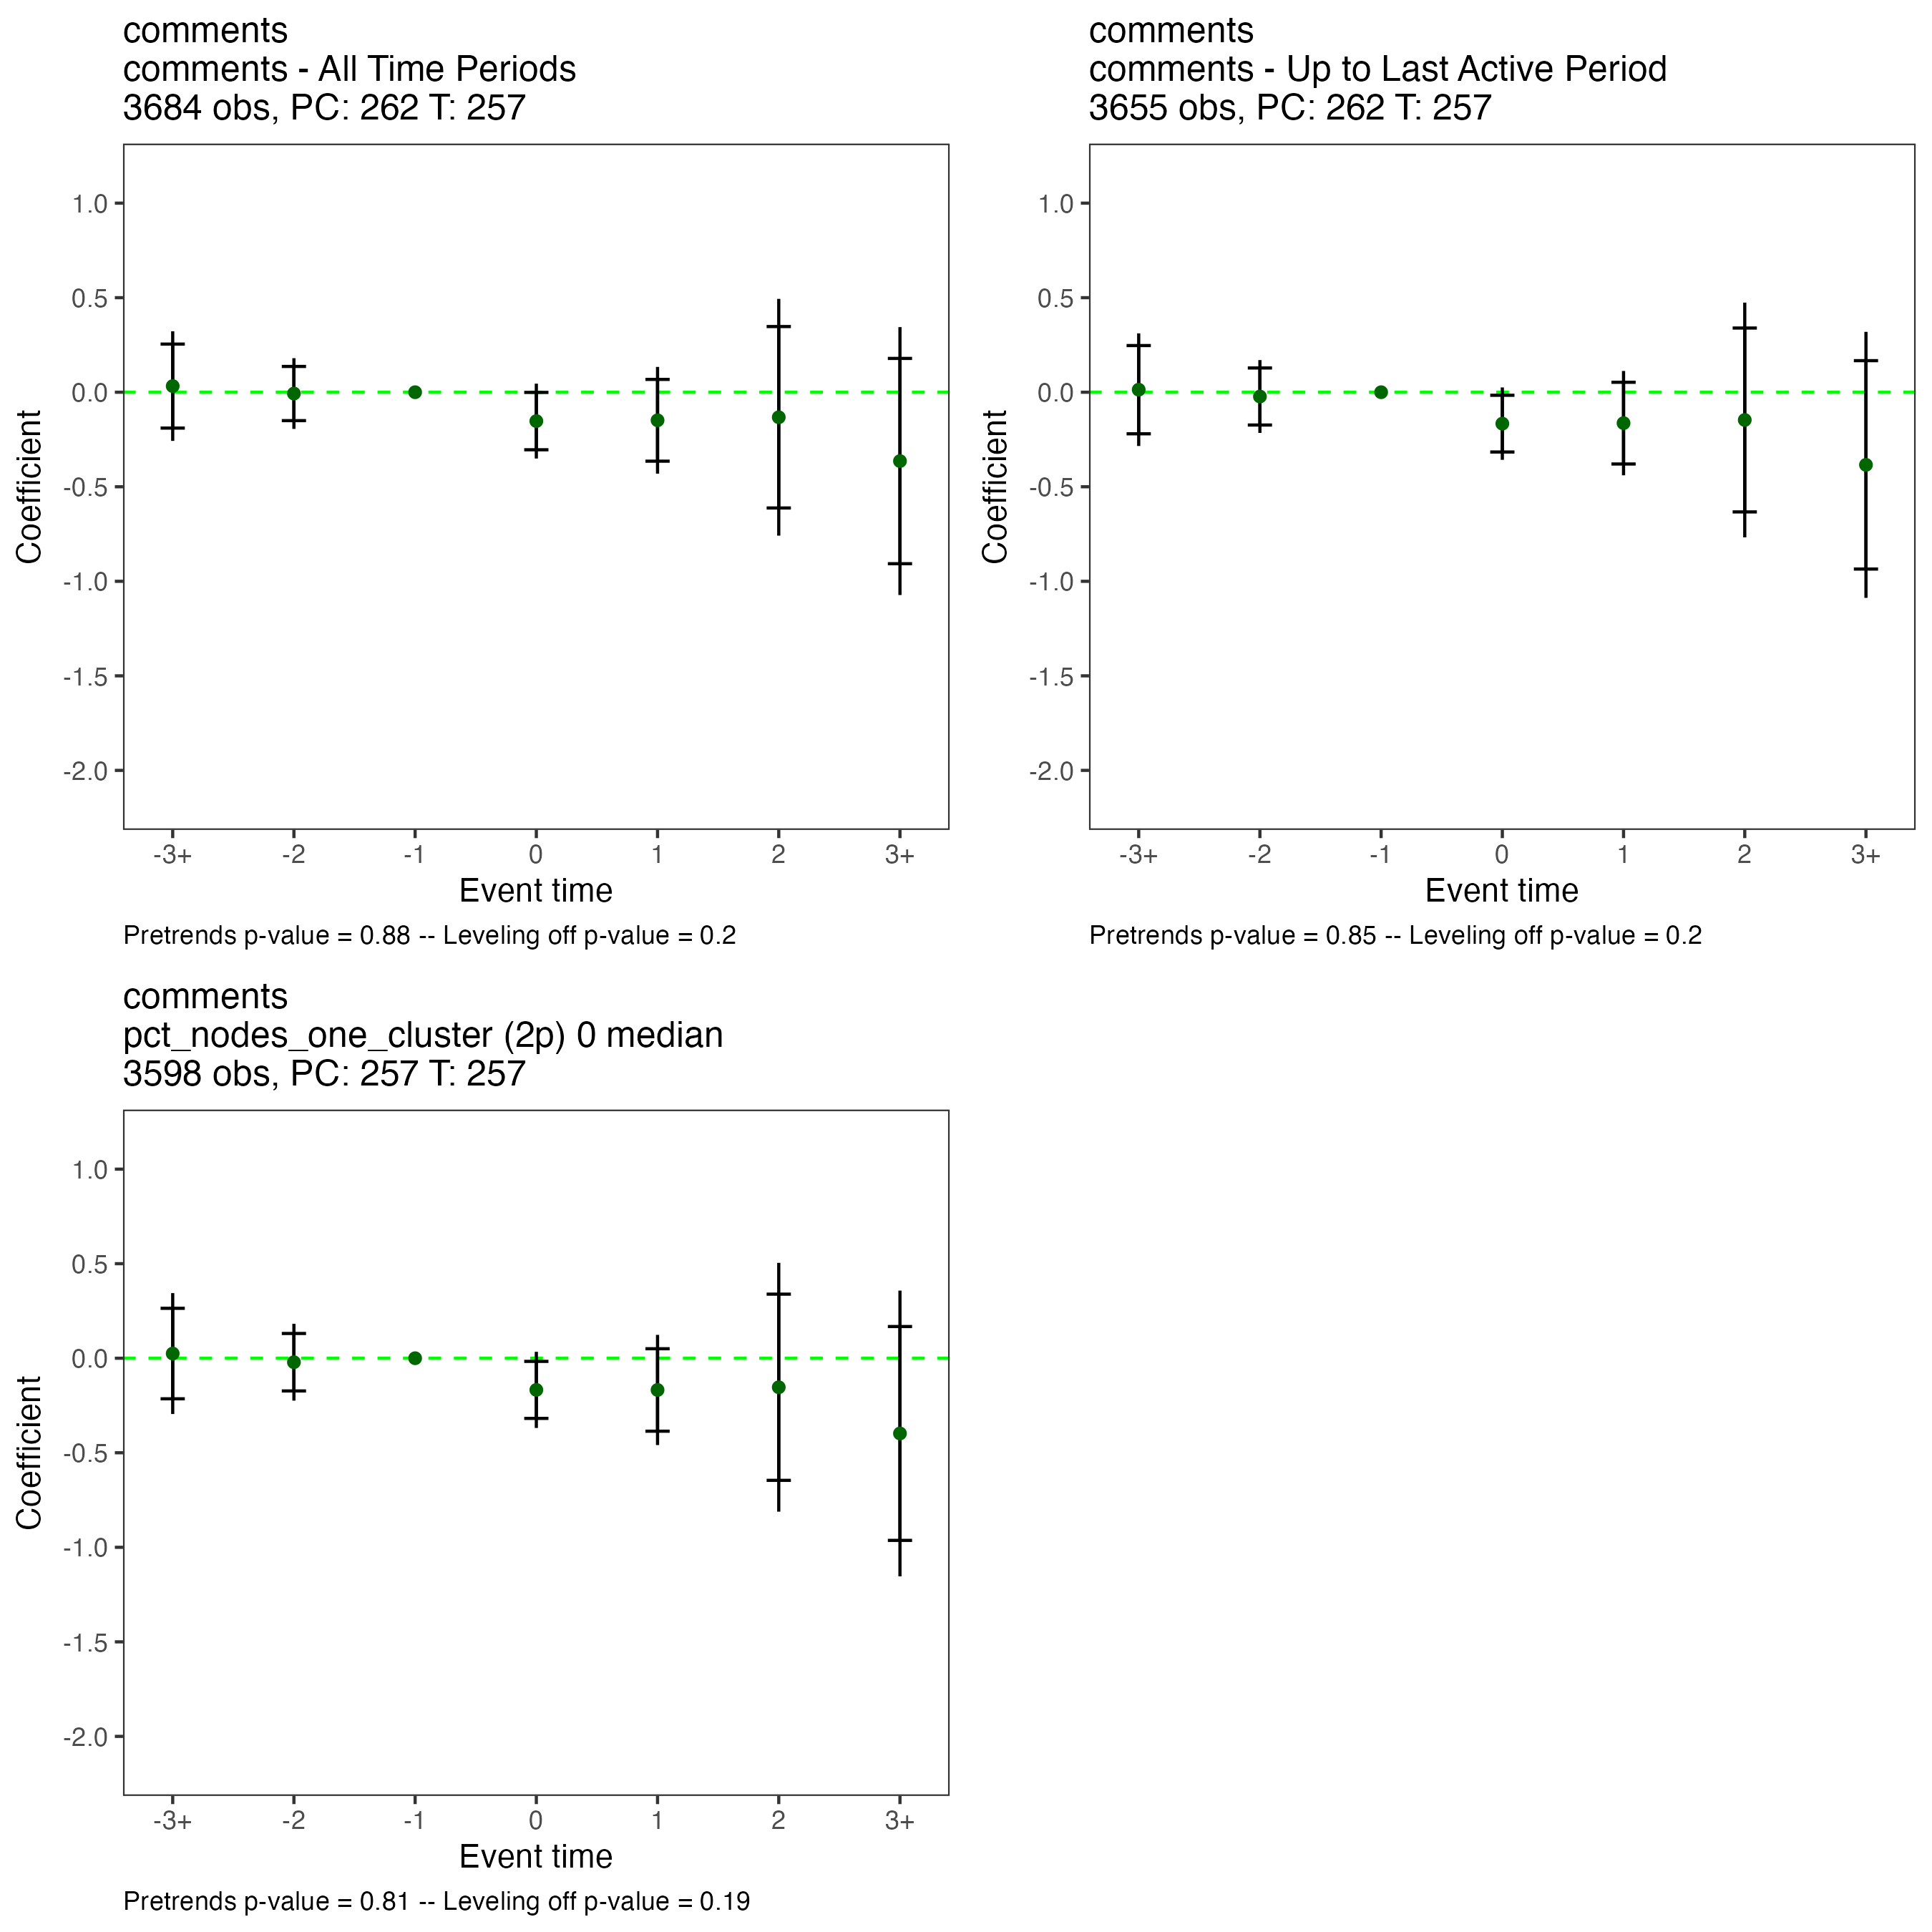 comments
comments - All Time Periods
3684 obs, PC: 262 T: 257
1.0
0.5
0.0
-0.5
-1.0
-1.5
-2.0
Coefficient
-3+ -2 -1 0 1 2 3+
Event time
Pretrends p-value = 0.88 -- Leveling off p-value = 0.2
comments
comments - Up to Last Active Period
3655 obs, PC: 262 T: 257
1.0
0.5
0.0
-0.5
-1.0
-1.5
-2.0
Coefficient
-3+ -2 -1 0 1 2 3+
Event time
Pretrends p-value = 0.85 -- Leveling off p-value = 0.2
comments
pct_nodes_one_cluster (2p) 0 median
3598 obs, PC: 257 T: 257
1.0
0.5
0.0
-0.5
-1.0
-1.5
-2.0
Coefficient
-3+ -2 -1 0 1 2 3+
Event time
Pretrends p-value = 0.81 -- Leveling off p-value = 0.19